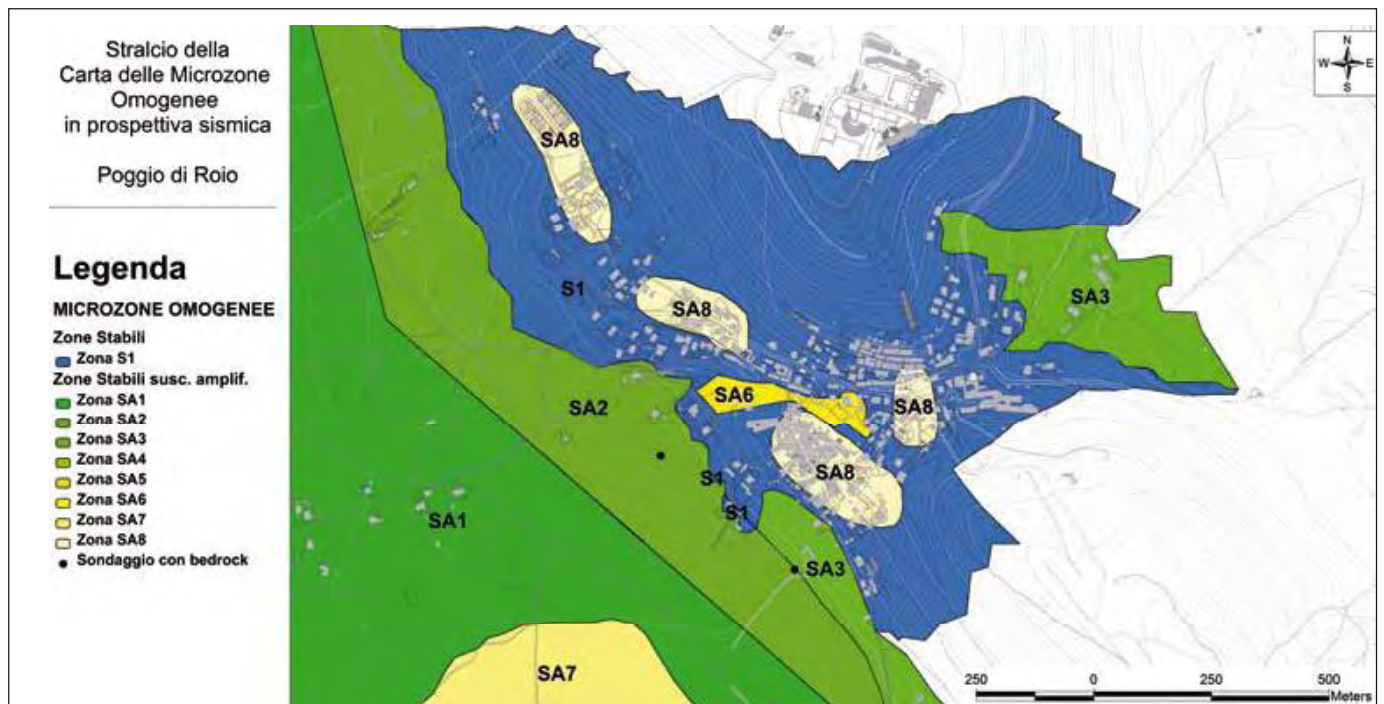 Stralcio della
Carta delle Microzone
Omogenee
in prospettiva sismica
Poggio di Roio
Legenda
MICROZONE OMOGENEE
Zone Stabili
Zona S1
Zone Stabili susc. amplif.
Zona SA1
Zona SA2
Zona SA3
Zona SA4
Zona SA5
Zona SA6
Zona SA7
Zona SA8
Sondaggio con bedrock
N
W E
S
SA8
S1
SA3
SA8
SA6
SA2
SA8
SA8
S1
S1
SA1
SA3
SA7
250 0 250 500
Meters